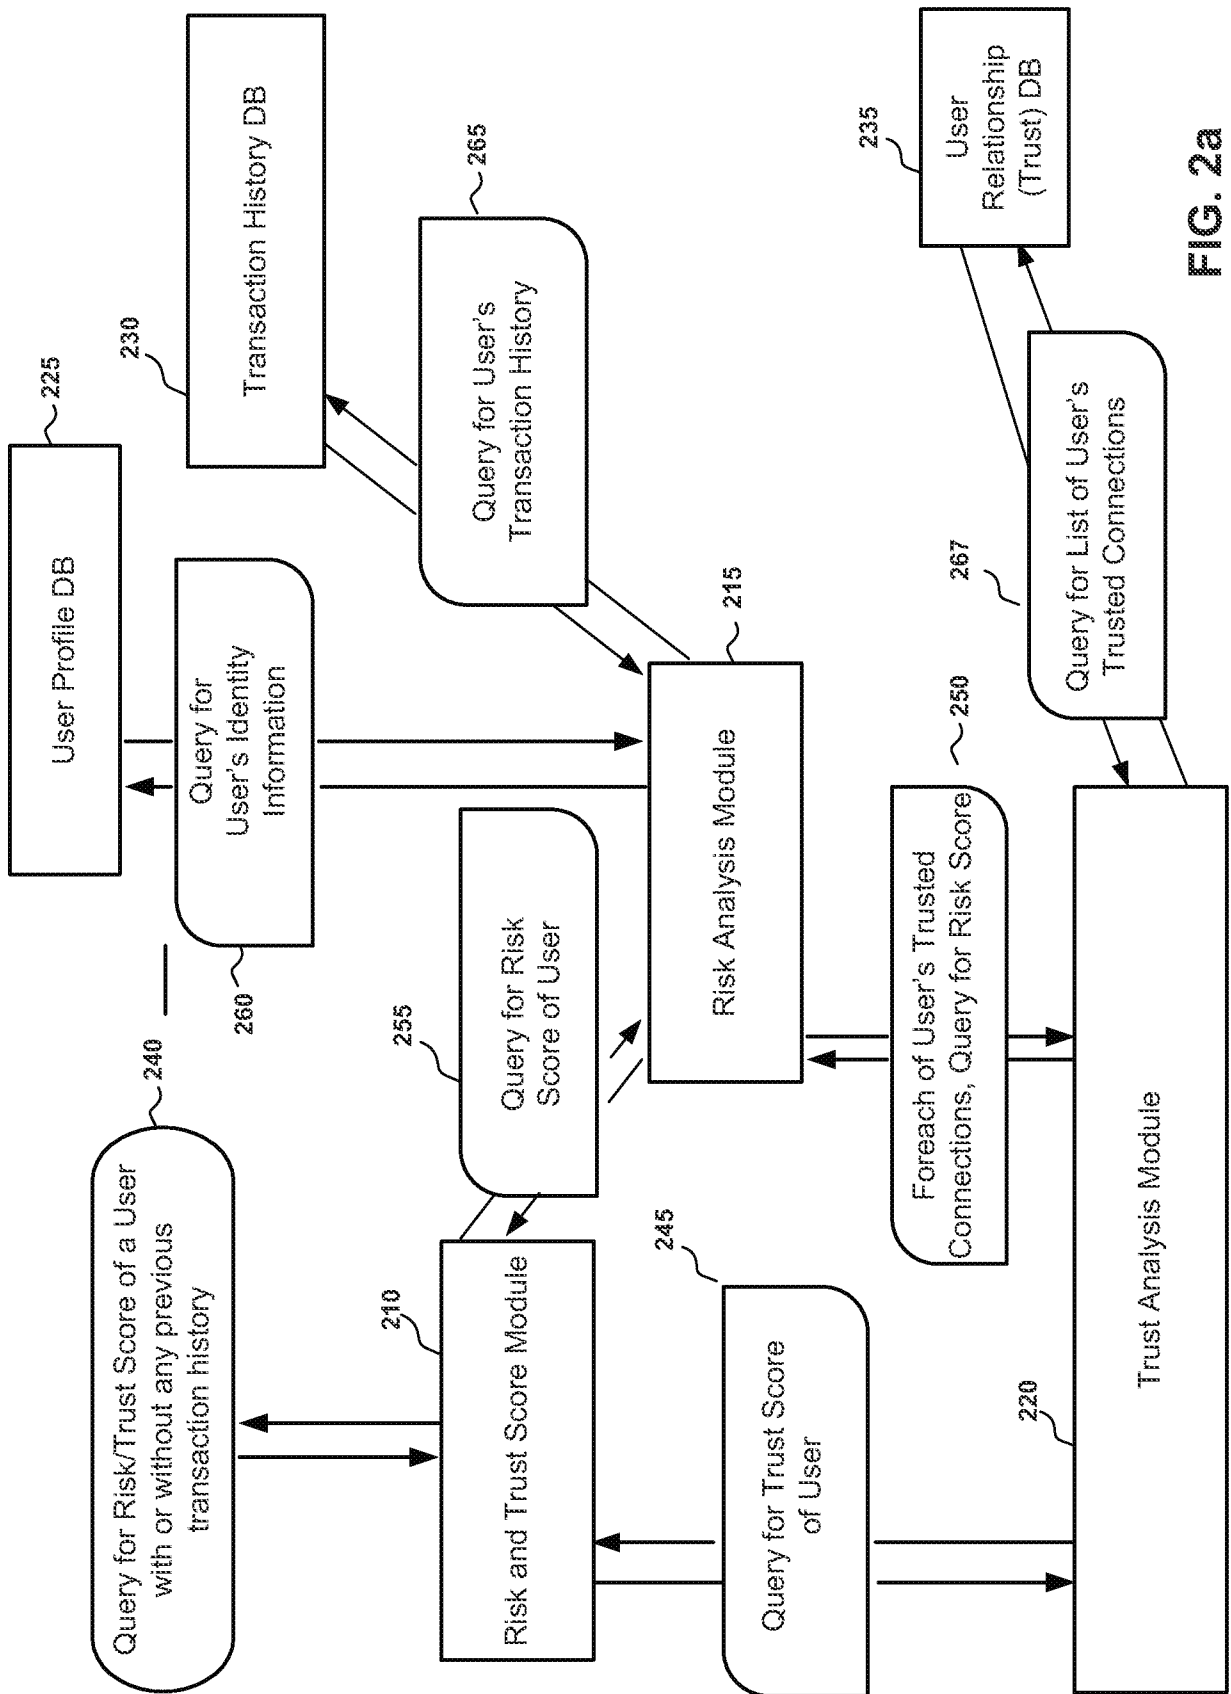 240
Query for Risk/Trust Score of a User
with or without any previous
transaction history
225
User Profile DB
260
Query for
User's Identity
Information
230
Transaction History DB
210
Risk and Trust Score Module
255
Query for Risk
Score of User
265
Query for User's
Transaction History
215
Risk Analysis Module
245
Query for Trust Score
of User
250
Foreach of User's Trusted
Connections, Query for Risk Score
235
User
Relationship
(Trust) DB
267
Query for List of User's
Trusted Connections
220
Trust Analysis Module
FIG. 2a